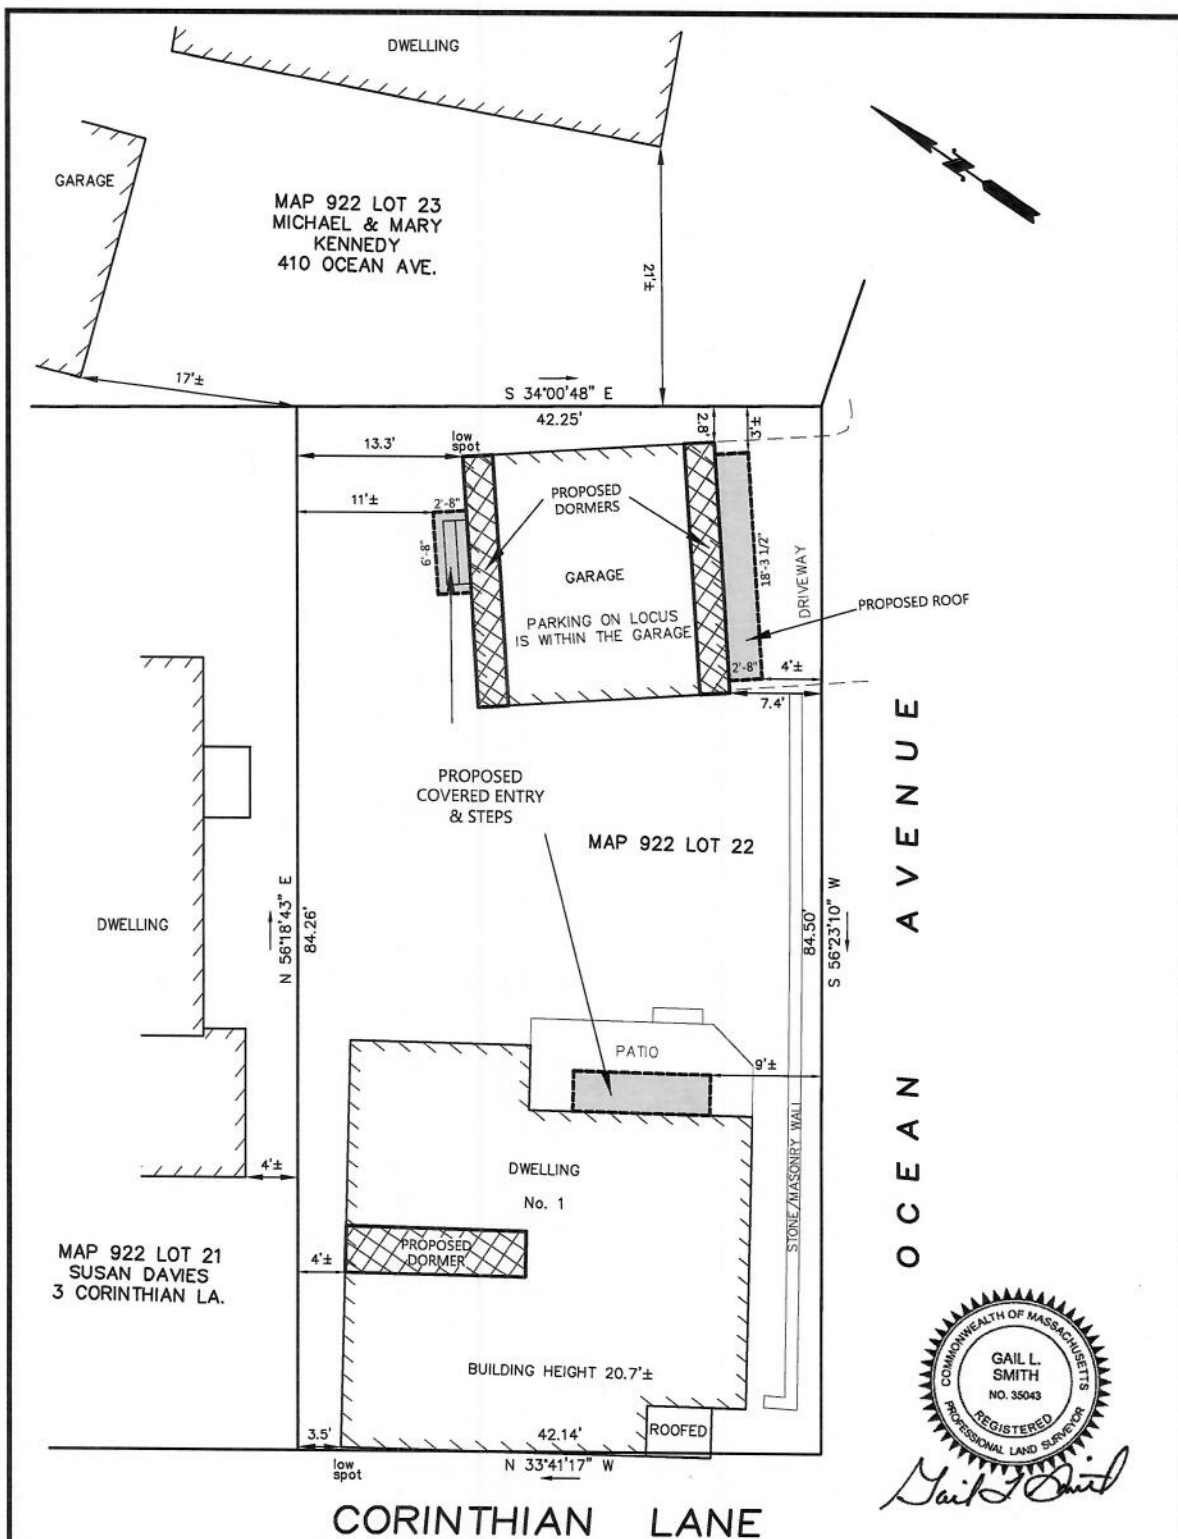 DWELLING
GARAGE
MAP 922 LOT 23
MICHAEL & MARY
KENNEDY
410 OCEAN AVE.
21'±
17'±
S 34°00'48" E
42.25'
13.3'
low
spot
2.8'
3'±
11'±
2'-8"
6'-8"
PROPOSED
DORMERS
GARAGE
PARKING ON LOCUS
IS WITHIN THE GARAGE
18'-3 1/2"
DRIVEWAY
PROPOSED ROOF
2'-8"
4'±
7.4'
PROPOSED
COVERED ENTRY
& STEPS
MAP 922 LOT 22
DWELLING
N 56°18'43" E
84.26'
84.50'
S 56°23'10" W
OCEAN AVENUE
PATIO
9'±
STONE/MASONRY WALL
4'±
DWELLING
No. 1
PROPOSED
DORMER
4'±
MAP 922 LOT 21
SUSAN DAVIES
3 CORINTHIAN LA.
BUILDING HEIGHT 20.7'±
ROOFED
3.5'
42.14'
low
spot
N 33°41'17" W
CORINTHIAN LANE
COMMONWEALTH OF MASSACHUSETTS
GAIL L.
SMITH
NO. 35043
REGISTERED
PROFESSIONAL LAND SURVEYOR
Gail L Smith